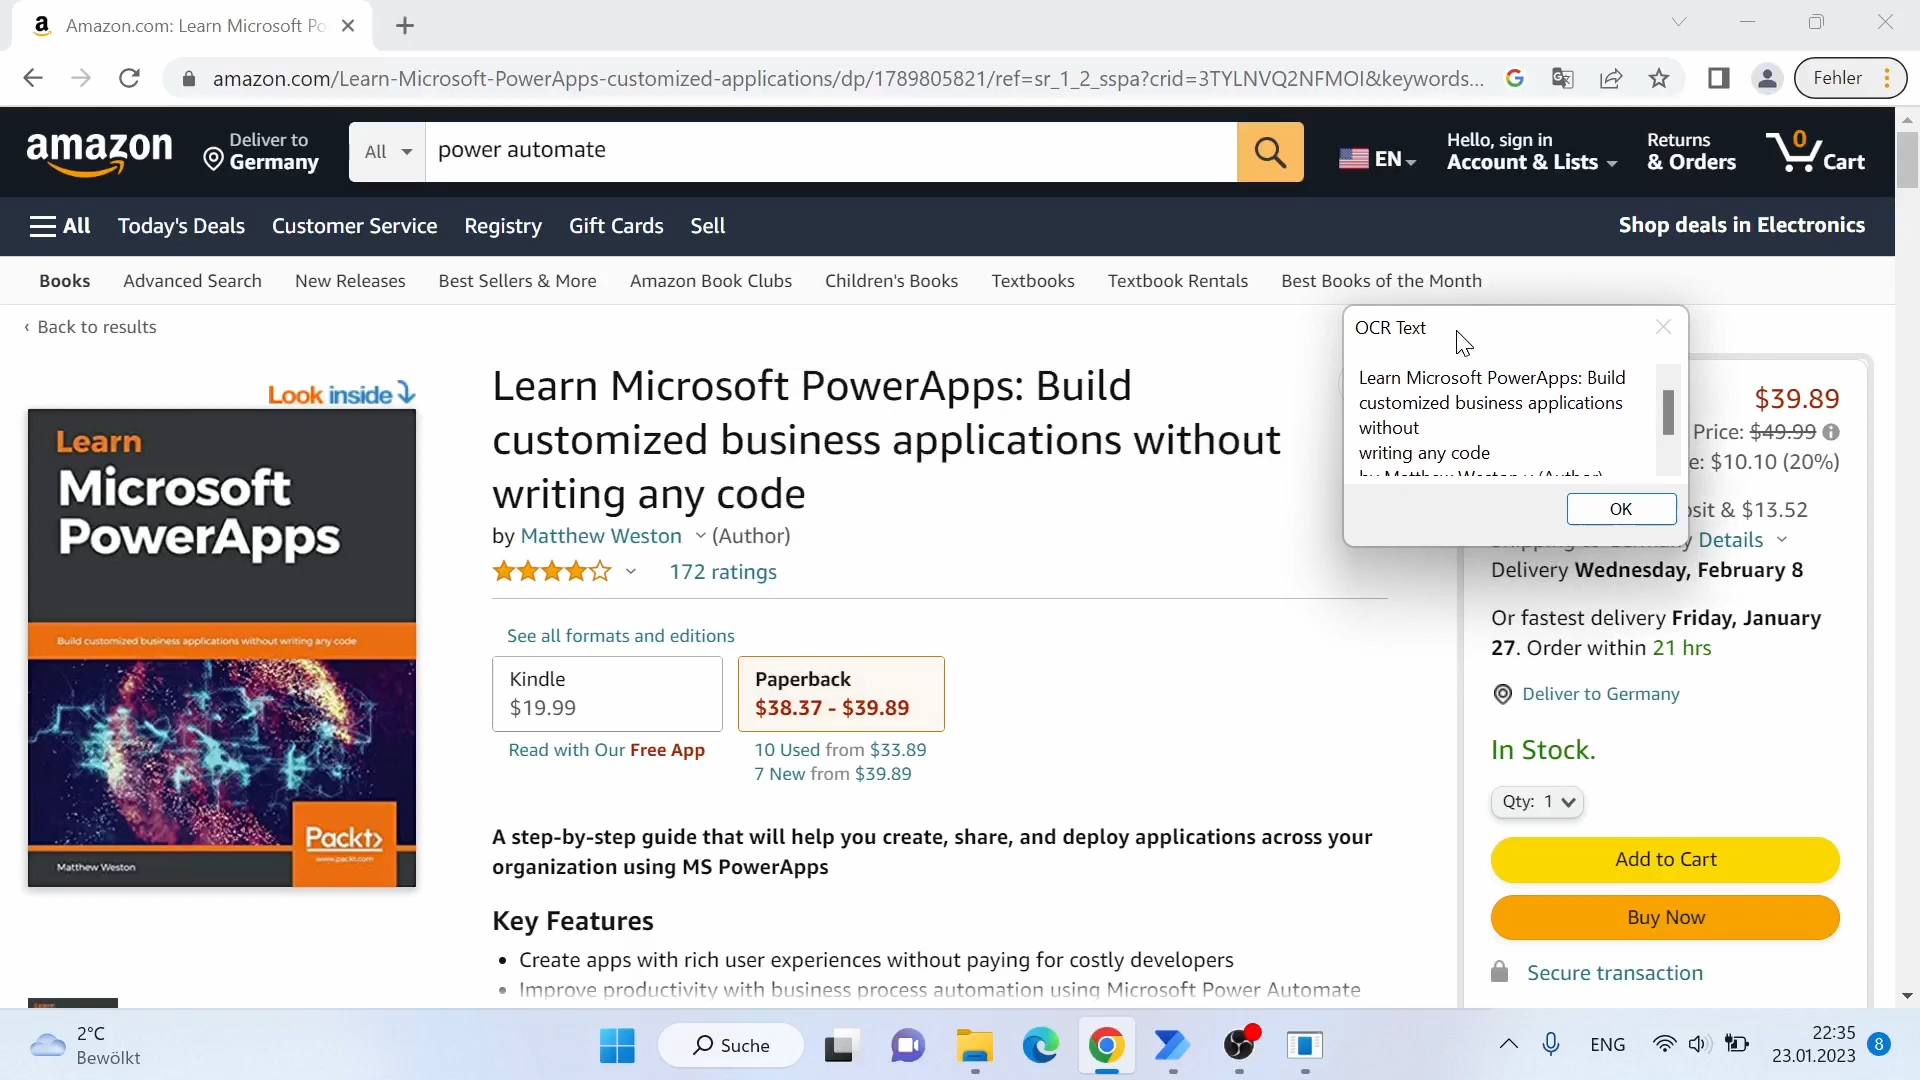 Amazon.com: Learn Microsoft Po
amazon.com/Learn-Microsoft-PowerApps-customized-applications/dp/1789805821/ref=sr_1_2_sspa?crid=3TYLNVQ2NFMOI&keywords...
Fehler
amazon
Deliver to
Germany
All
power automate
EN
Hello, sign in
Account & Lists
Returns
& Orders
0
Cart
All
Today's Deals
Customer Service
Registry
Gift Cards
Sell
Shop deals in Electronics
Books
Advanced Search
New Releases
Best Sellers & More
Amazon Book Clubs
Children's Books
Textbooks
Textbook Rentals
Best Books of the Month
‹ Back to results
Look inside
Learn
Microsoft
PowerApps
Build customized business applications without writing any code
Packt>
www.packt.com
Matthew Weston
Learn
Learn Microsoft PowerApps: Build
customized business applications without
writing any code
by Matthew Weston (Author)
172 ratings
See all formats and editions
Kindle
$19.99
Read with Our Free App
Paperback
$38.37 - $39.89
10 Used from $33.89
7 New from $39.89
A step-by-step guide that will help you create, share, and deploy applications across your
organization using MS PowerApps
Key Features
• Create apps with rich user experiences without paying for costly developers
• Improve productivity with business process automation using Microsoft Power Automate
OCR Text
Learn Microsoft PowerApps: Build
customized business applications
without
writing any code
by Matthew Weston v (Author)
OK
$39.89
Price: $49.99
e: $10.10 (20%)
osit & $13.52
Shipping to Germany Details
Delivery Wednesday, February 8
Or fastest delivery Friday, January
27. Order within 21 hrs
Deliver to Germany
In Stock.
Qty: 1
Add to Cart
Buy Now
Secure transaction
2°C
Bewölkt
Suche
ENG
22:35
23.01.2023
8